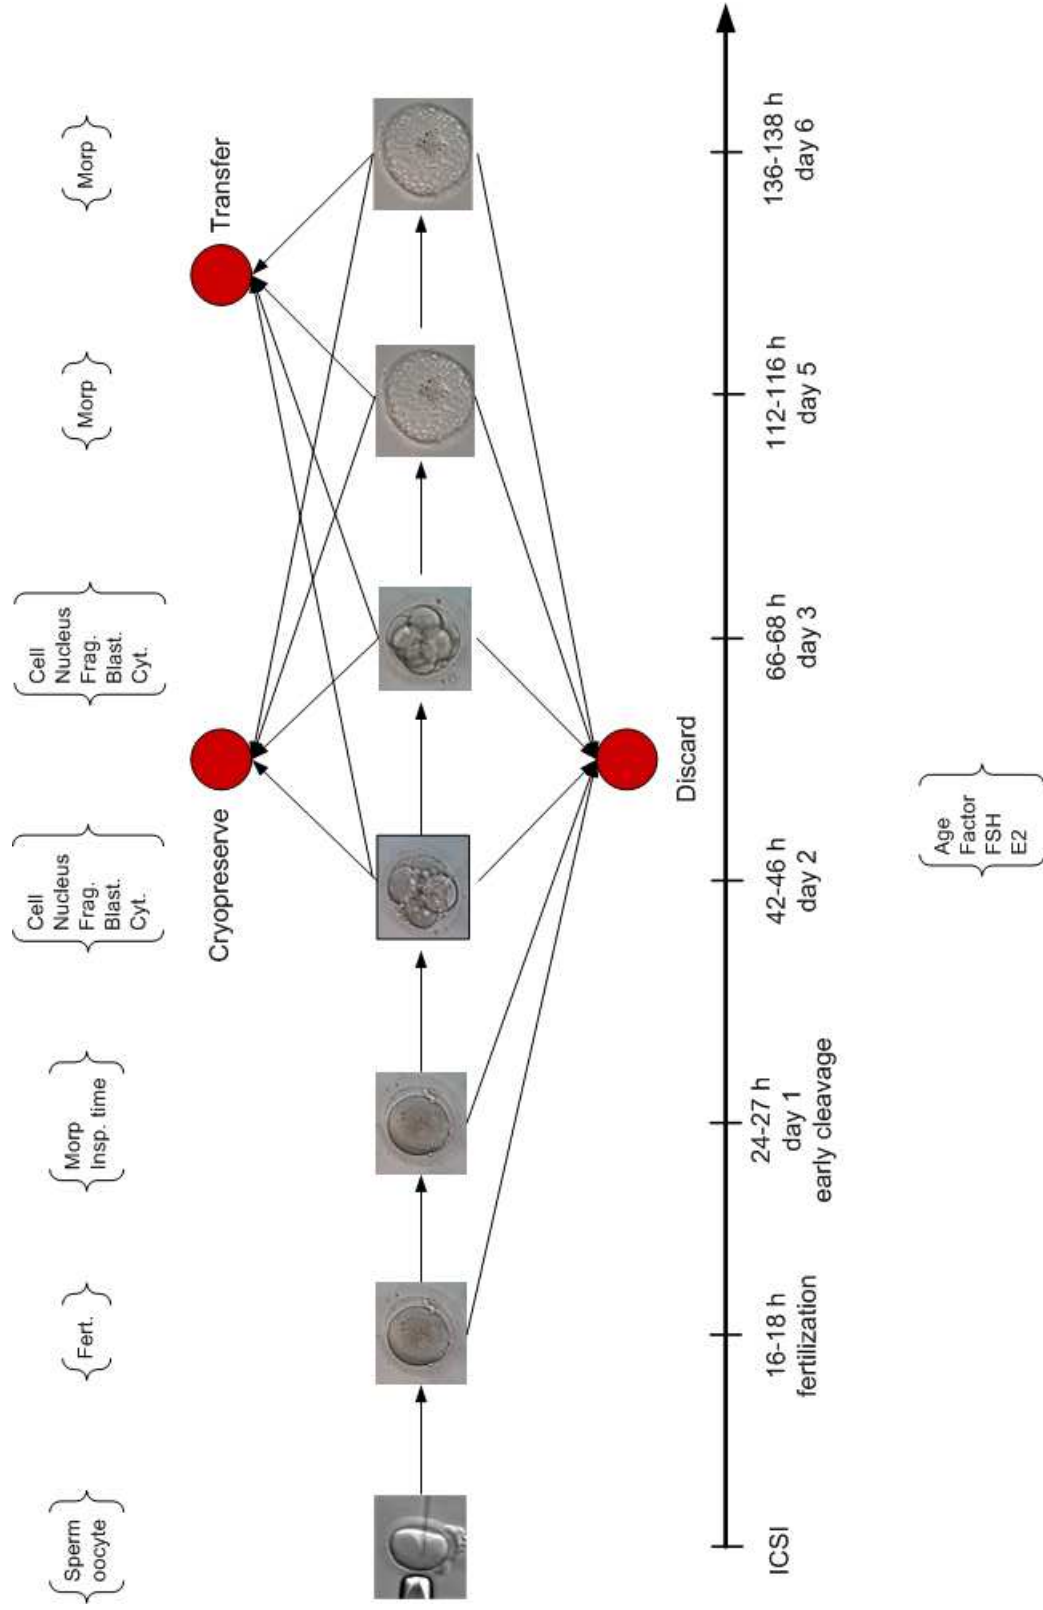 Sperm
oocyte
Fert.
Morp
Insp. time
Cell
Nucleus
Frag.
Blast.
Cyt.
Cell
Nucleus
Frag.
Blast.
Cyt.
Morp
Morp
Cryopreserve
Transfer
Discard
ICSI
16-18 h
fertilization
24-27 h
day 1
early cleavage
42-46 h
day 2
66-68 h
day 3
112-116 h
day 5
136-138 h
day 6
Age
Factor
FSH
E2